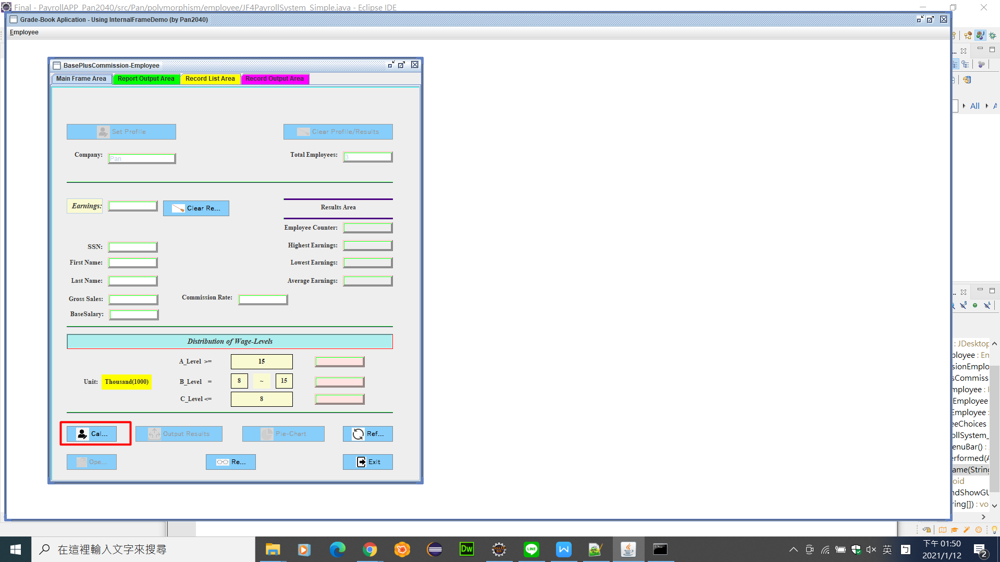 Final - PayrollAPP_Pan2040/src/Pan/polymorphism/employee/JF4PayrollSystem_Simple.java - Eclipse IDE
Grade-Book Aplication - Using InternalFrameDemo (by Pan2040)
Employee
BasePlusCommission-Employee
Main Frame Area
Report Output Area
Record List Area
Record Output Area
All
Set Profile
Clear Profile/Results
Company:
Pan
Total Employees:
3
Earnings:
Clear Re...
Results Area
Employee Counter:
SSN:
Highest Earnings:
First Name:
Lowest Earnings:
Last Name:
Average Earnings:
Gross Sales:
Commission Rate:
BaseSalary:
Distribution of Wage-Levels
A_Level >=
15
Unit:
Thousand(1000)
B_Level =
8
~
15
C_Level <=
8
Cal...
Output Results
Pie-Chart
Ref...
Ope...
Re...
Exit
: JDesktop
ployee : En
sionEmplo
sCommiss
mployee :
Employee
Employee :
eeChoices
ollSystem_
enuBar() :
erformed(A
ame(String
oid
ndShowGU
ring[]) : vo
在這裡輸入文字來搜尋
Dw
LINE
英
下午 01:50
2021/1/12
2